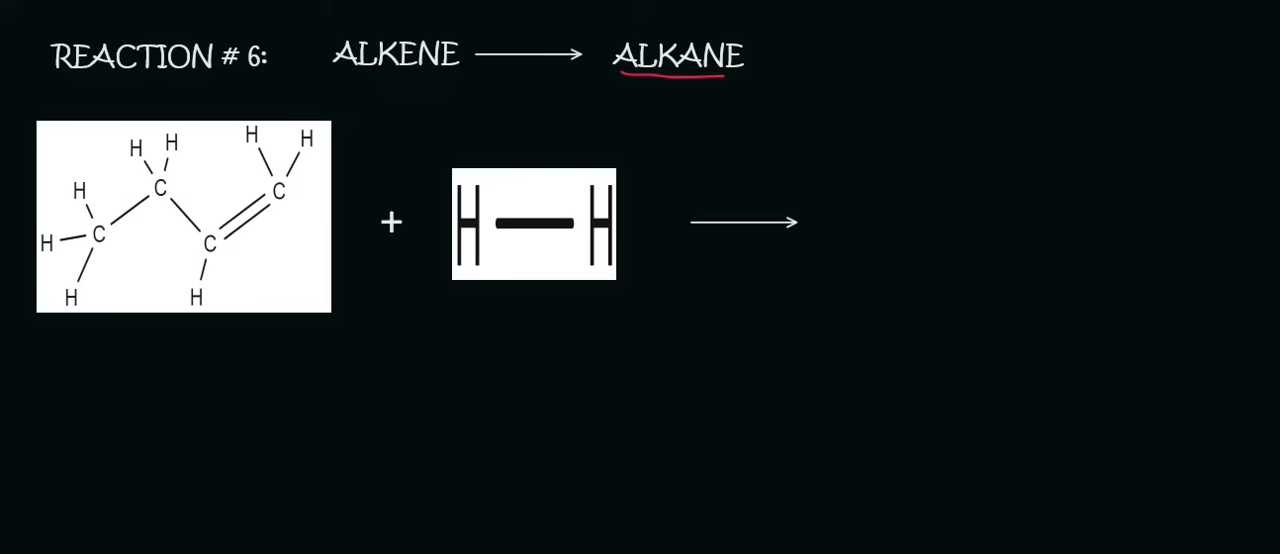 REACTION # 6: ALKENE ⟶ ALKANE
H H H H
H C C
H C C
H H
+ H — H ⟶